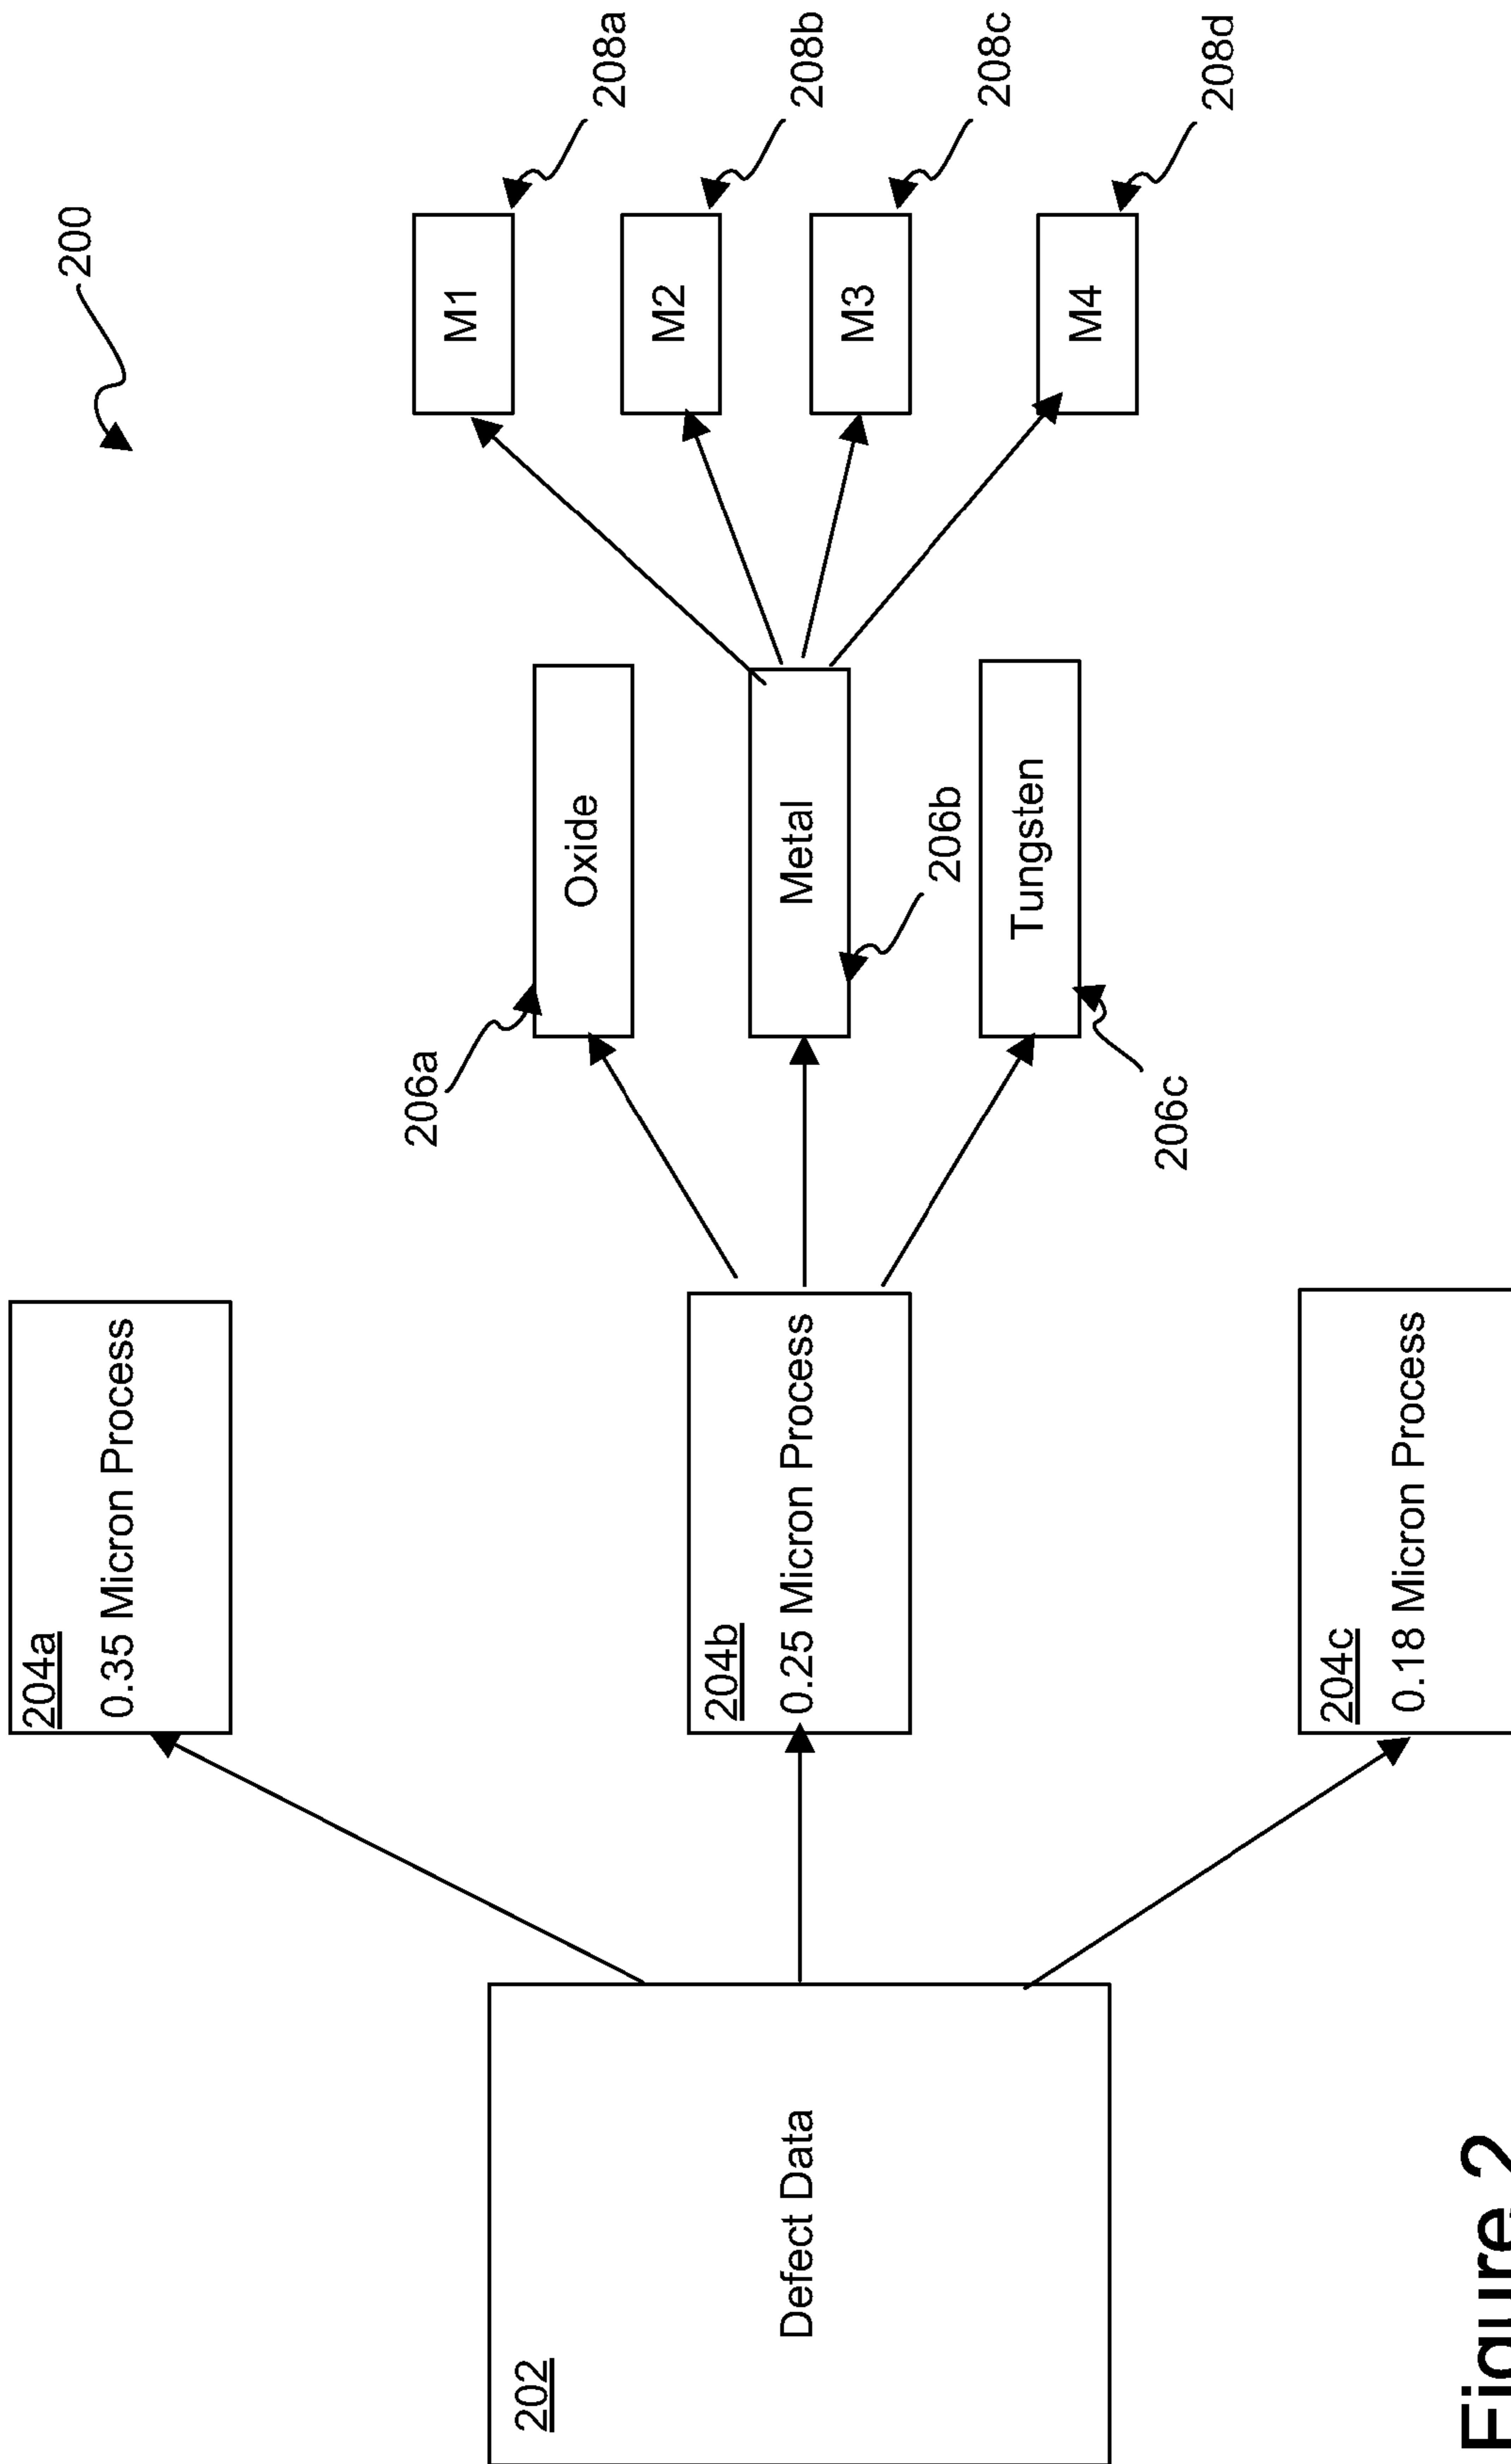 200
202
Defect Data
204a
0.35 Micron Process
204b
0.25 Micron Process
204c
0.18 Micron Process
206a
Oxide
Metal
206b
Tungsten
206c
M1
208a
M2
208b
M3
208c
M4
208d
Figure 2